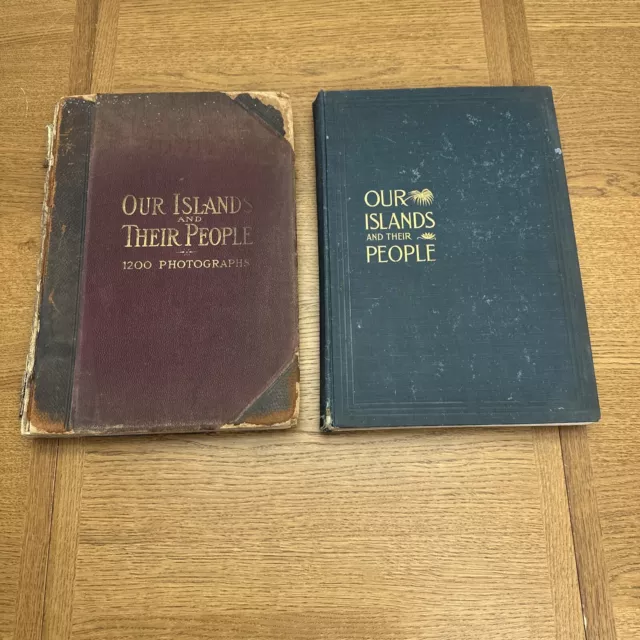 OUR ISLANDS
AND
THEIR PEOPLE
1200 PHOTOGRAPHS
OUR
ISLANDS
AND THEIR
PEOPLE